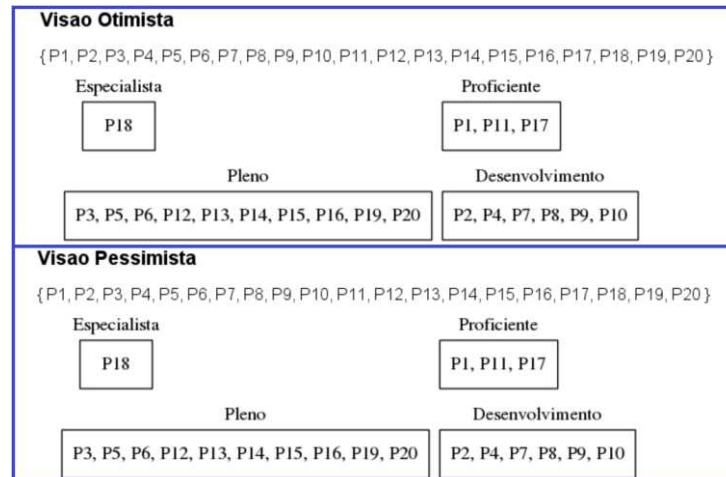 Visao Otimista
{ P1, P2, P3, P4, P5, P6, P7, P8, P9, P10, P11, P12, P13, P14, P15, P16, P17, P18, P19, P20 }
Especialista Proficiente
P18 P1, P11, P17
Pleno Desenvolvimento
P3, P5, P6, P12, P13, P14, P15, P16, P19, P20 P2, P4, P7, P8, P9, P10
Visao Pessimista
{ P1, P2, P3, P4, P5, P6, P7, P8, P9, P10, P11, P12, P13, P14, P15, P16, P17, P18, P19, P20 }
Especialista Proficiente
P18 P1, P11, P17
Pleno Desenvolvimento
P3, P5, P6, P12, P13, P14, P15, P16, P19, P20 P2, P4, P7, P8, P9, P10